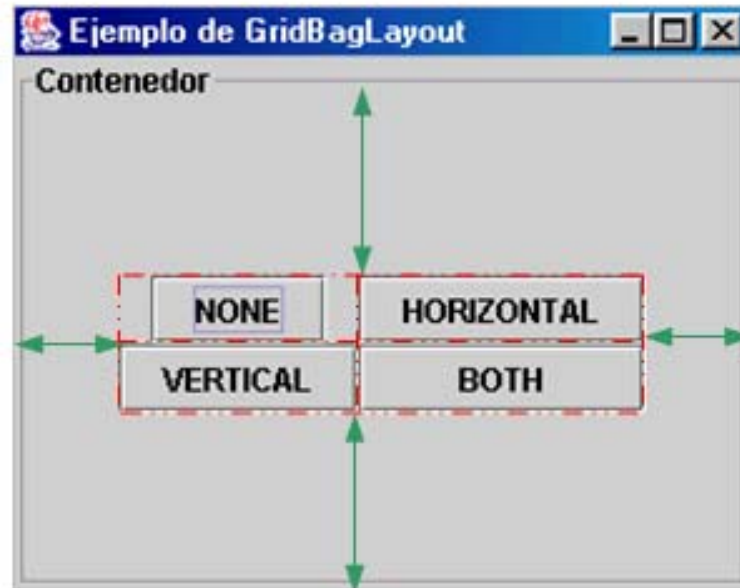 Ejemplo de GridBagLayout
Contenedor
NONE HORIZONTAL
VERTICAL BOTH